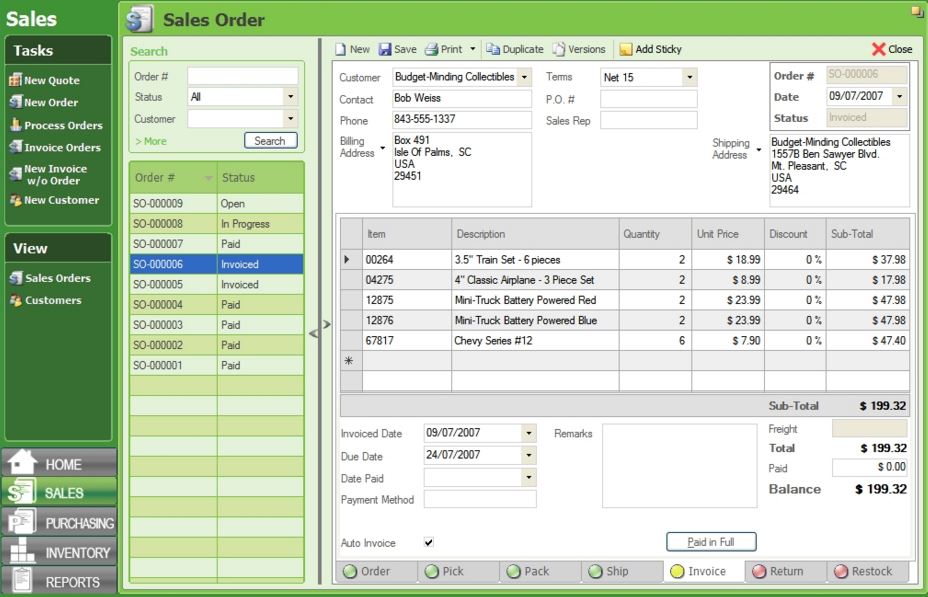 Sales
Sales Order
Tasks
New Quote
New Order
Process Orders
Invoice Orders
New Invoice
w/o Order
New Customer
View
Sales Orders
Customers
HOME
SALES
PURCHASING
INVENTORY
REPORTS
Search
Order #
Status All
Customer
> More Search
Order # Status
SO-000009 Open
SO-000008 In Progress
SO-000007 Paid
SO-000006 Invoiced
SO-000005 Invoiced
SO-000004 Paid
SO-000003 Paid
SO-000002 Paid
SO-000001 Paid
New Save Print Duplicate Versions Add Sticky Close
Customer Budget-Minding Collectibles Terms Net 15 Order # SO-000006
Contact Bob Weiss P.O. # Date 09/07/2007
Phone 843-555-1337 Sales Rep Status Invoiced
Billing
Address
Box 491
Isle Of Palms, SC
USA
29451
Shipping
Address
Budget-Minding Collectibles
1557B Ben Sawyer Blvd.
Mt. Pleasant, SC
USA
29464
Item Description Quantity Unit Price Discount Sub-Total
00264 3.5" Train Set - 6 pieces 2 $ 18.99 0 % $ 37.98
04275 4" Classic Airplane - 3 Piece Set 2 $ 8.99 0 % $ 17.98
12875 Mini-Truck Battery Powered Red 2 $ 23.99 0 % $ 47.98
12876 Mini-Truck Battery Powered Blue 2 $ 23.99 0 % $ 47.98
67817 Chevy Series #12 6 $ 7.90 0 % $ 47.40
Sub-Total $ 199.32
Invoiced Date 09/07/2007 Remarks Freight
Due Date 24/07/2007 Total $ 199.32
Date Paid Paid $ 0.00
Payment Method Balance $ 199.32
Auto Invoice Paid in Full
Order Pick Pack Ship Invoice Return Restock